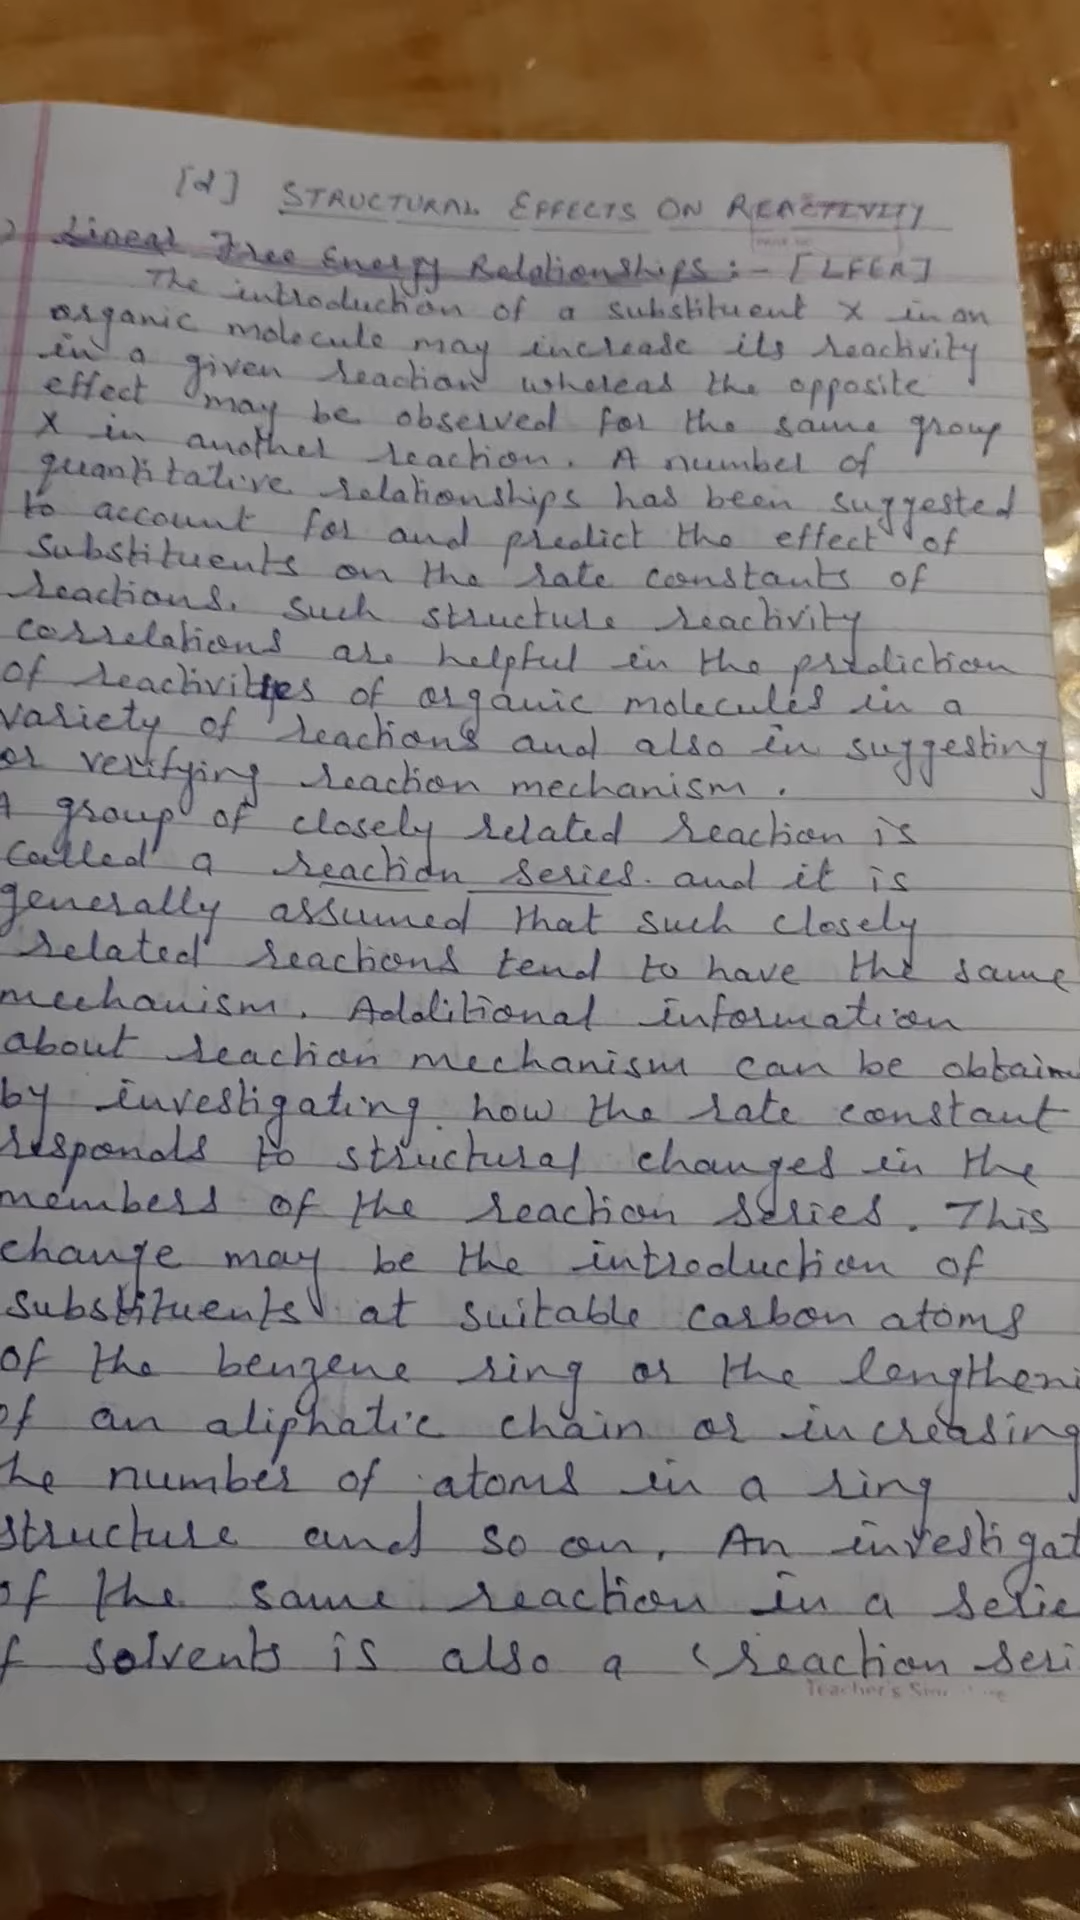 [d] STRUCTURAL EFFECTS ON REACTIVITY
Linear Free Energy Relationships :- [LFER]
The introduction of a substituent X in an
organic molecule may increase its reactivity
in a given reaction whereas the opposite
effect may be observed for the same group
X in another reaction. A number of
quantitative relationships has been suggested
to account for and predict the effect of
substituents on the rate constants of
reactions. Such structure reactivity
correlations are helpful in the prediction
of reactivities of organic molecules in a
variety of reactions and also in suggesting
or verifying reaction mechanism.
A group of closely related reaction is
called a reaction series. and it is
generally assumed that such closely
related reactions tend to have the same
mechanism. Additional information
about reaction mechanism can be obtain
by investigating how the rate constant
responds to structural changes in the
members of the reaction series. This
change may be the introduction of
substituents at suitable carbon atoms
of the benzene ring or the lengtheni
of an aliphatic chain or increasing
he number of atoms in a ring
structure and so on. An investigat
of the same reaction in a serie
f solvents is also a reaction seri
Teacher's